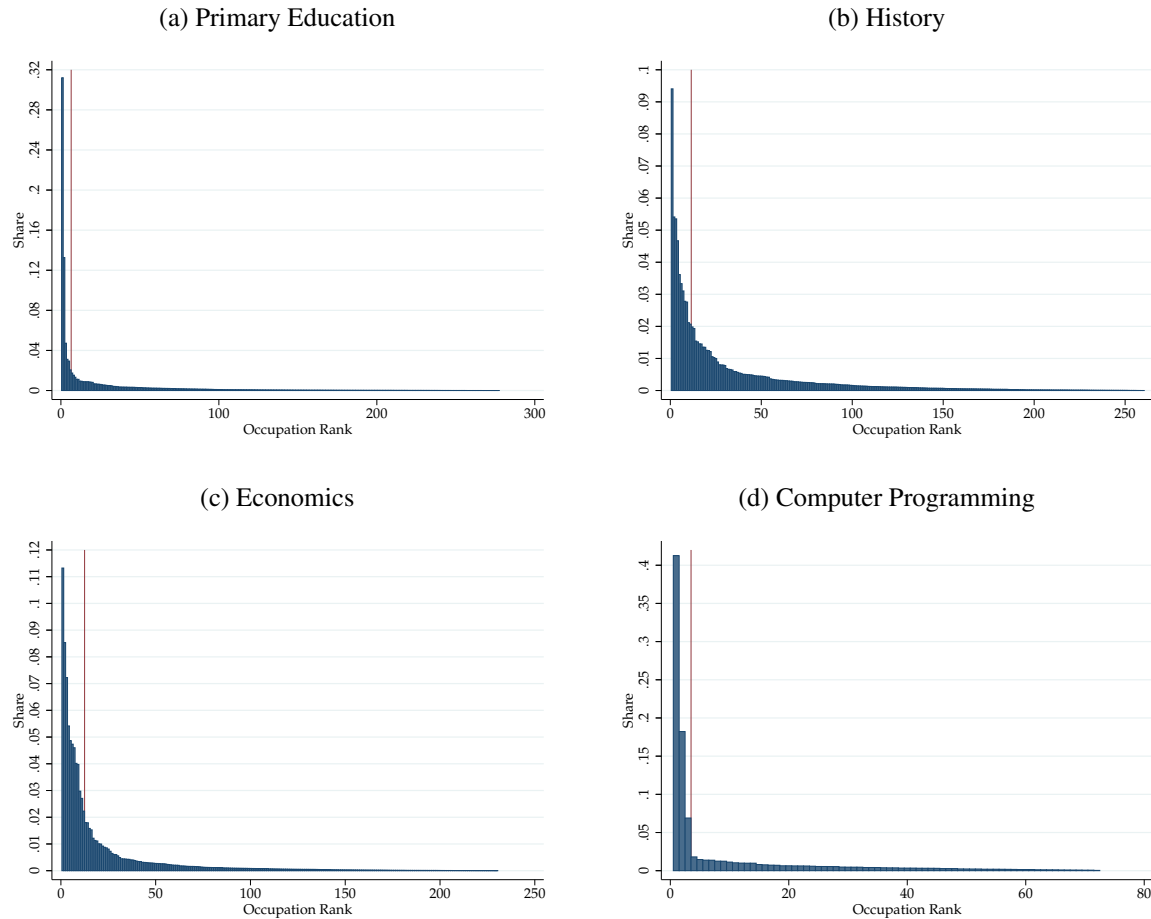 (a) Primary Education
Share
.32
.28
.24
.2
.16
.12
.08
.04
0
0 100 200 300
Occupation Rank
(b) History
Share
.1
.09
.08
.07
.06
.05
.04
.03
.02
.01
0
0 50 100 150 200 250
Occupation Rank
(c) Economics
Share
.12
.11
.1
.09
.08
.07
.06
.05
.04
.03
.02
.01
0
0 50 100 150 200 250
Occupation Rank
(d) Computer Programming
Share
.4
.35
.3
.25
.2
.15
.1
.05
0
0 20 40 60 80
Occupation Rank